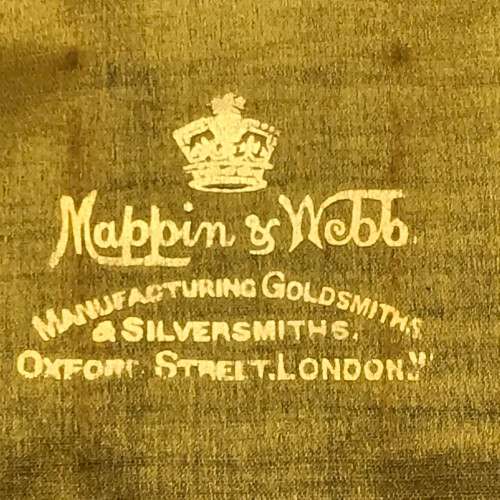 Mappin & Webb.
MANUFACTURING GOLDSMITHS,
& SILVERSMITHS.
OXFORD STREET, LONDON.W